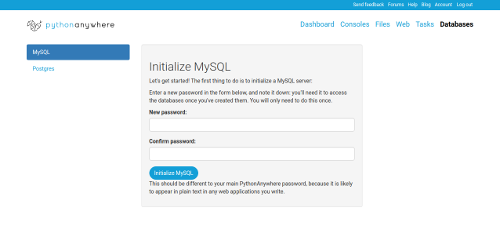 Send feedback Forums Help Blog Account Log out
pythonanywhere
Dashboard Consoles Files Web Tasks Databases
MySQL
Postgres
Initialize MySQL
Let's get started! The first thing to do is to initialize a MySQL server:
Enter a new password in the form below, and note it down: you'll need it to access
the databases once you've created them. You will only need to do this once.
New password:
Confirm password:
Initialize MySQL
This should be different to your main PythonAnywhere password, because it is likely
to appear in plain text in any web applications you write.